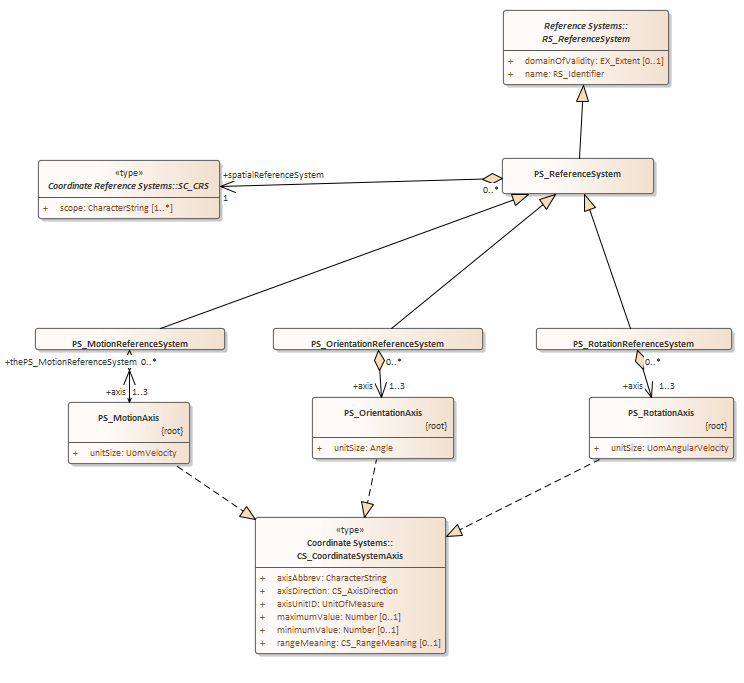 Reference Systems::
RS_ReferenceSystem
+ domainOfValidity: EX_Extent [0..1]
+ name: RS_Identifier
«type»
Coordinate Reference Systems::SC_CRS
+ scope: CharacterString [1..*]
+spatialReferenceSystem
1
0..*
PS_ReferenceSystem
PS_MotionReferenceSystem
+thePS_MotionReferenceSystem 0..*
+axis 1..3
PS_OrientationReferenceSystem
0..*
+axis 1..3
PS_RotationReferenceSystem
0..*
+axis 1..3
PS_MotionAxis
{root}
+ unitSize: UomVelocity
PS_OrientationAxis
{root}
+ unitSize: Angle
PS_RotationAxis
{root}
+ unitSize: UomAngularVelocity
«type»
Coordinate Systems::
CS_CoordinateSystemAxis
+ axisAbbrev: CharacterString
+ axisDirection: CS_AxisDirection
+ axisUnitID: UnitOfMeasure
+ maximumValue: Number [0..1]
+ minimumValue: Number [0..1]
+ rangeMeaning: CS_RangeMeaning [0..1]